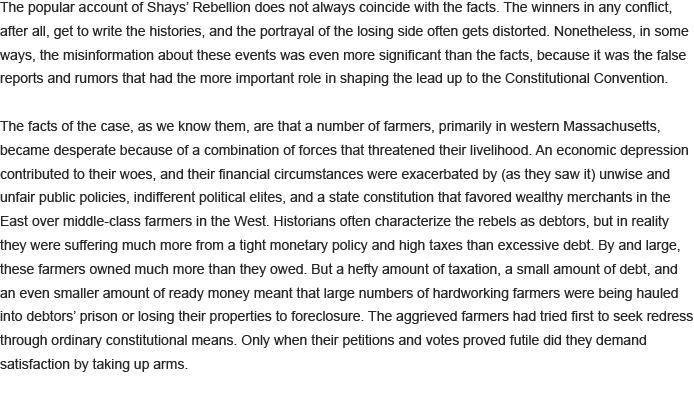 The popular account of Shays’ Rebellion does not always coincide with the facts. The winners in any conflict,
after all, get to write the histories, and the portrayal of the losing side often gets distorted. Nonetheless, in some
ways, the misinformation about these events was even more significant than the facts, because it was the false
reports and rumors that had the more important role in shaping the lead up to the Constitutional Convention.
The facts of the case, as we know them, are that a number of farmers, primarily in western Massachusetts,
became desperate because of a combination of forces that threatened their livelihood. An economic depression
contributed to their woes, and their financial circumstances were exacerbated by (as they saw it) unwise and
unfair public policies, indifferent political elites, and a state constitution that favored wealthy merchants in the
East over middle-class farmers in the West. Historians often characterize the rebels as debtors, but in reality
they were suffering much more from a tight monetary policy and high taxes than excessive debt. By and large,
these farmers owned much more than they owed. But a hefty amount of taxation, a small amount of debt, and
an even smaller amount of ready money meant that large numbers of hardworking farmers were being hauled
into debtors’ prison or losing their properties to foreclosure. The aggrieved farmers had tried first to seek redress
through ordinary constitutional means. Only when their petitions and votes proved futile did they demand
satisfaction by taking up arms.